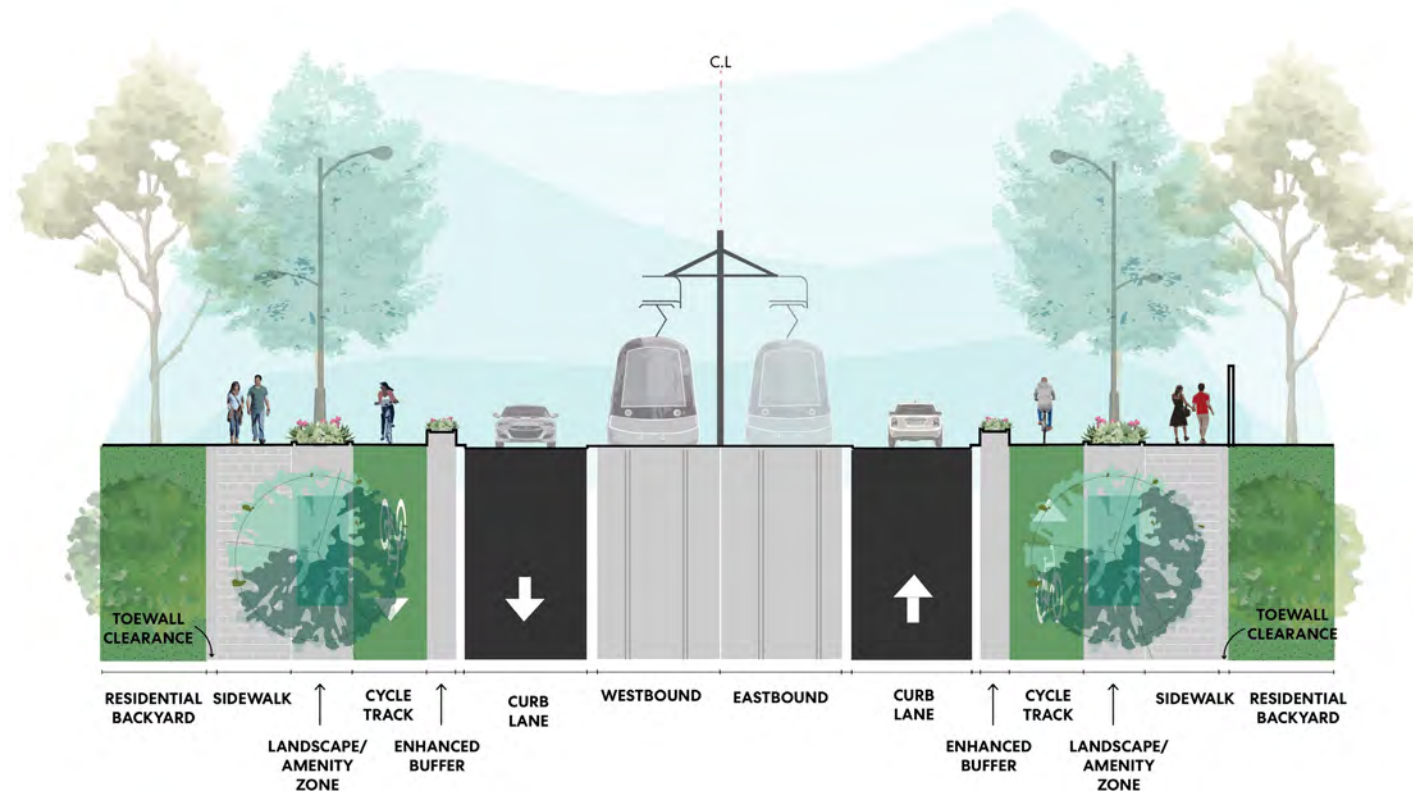 C.L
TOEWALL
CLEARANCE
TOEWALL
CLEARANCE
RESIDENTIAL
BACKYARD
SIDEWALK
LANDSCAPE/
AMENITY
ZONE
CYCLE
TRACK
ENHANCED
BUFFER
CURB
LANE
WESTBOUND
EASTBOUND
CURB
LANE
ENHANCED
BUFFER
CYCLE
TRACK
LANDSCAPE/
AMENITY
ZONE
SIDEWALK
RESIDENTIAL
BACKYARD